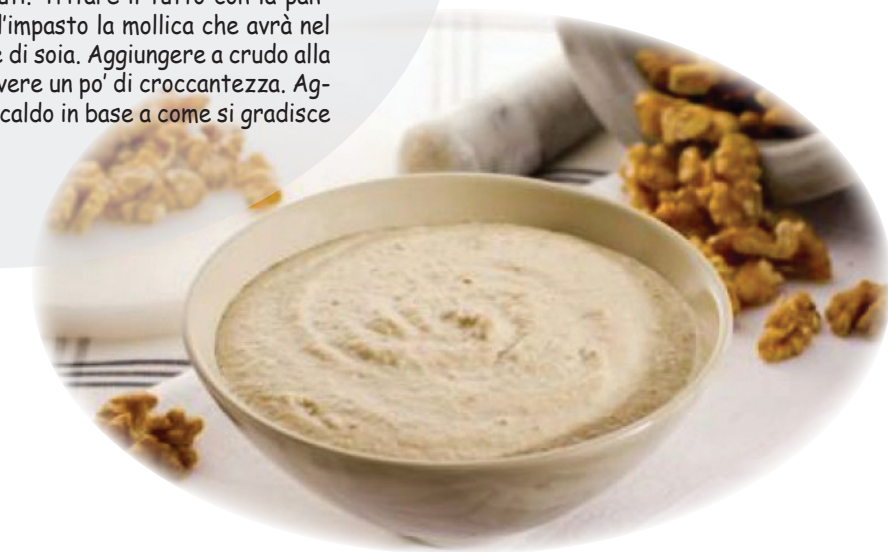 Tritare il tutto con la pan-
l'impasto la mollica che avrà nel
di soia. Aggiungere a crudo alla
vere un po' di croccantezza. Ag-
caldo in base a come si gradisce